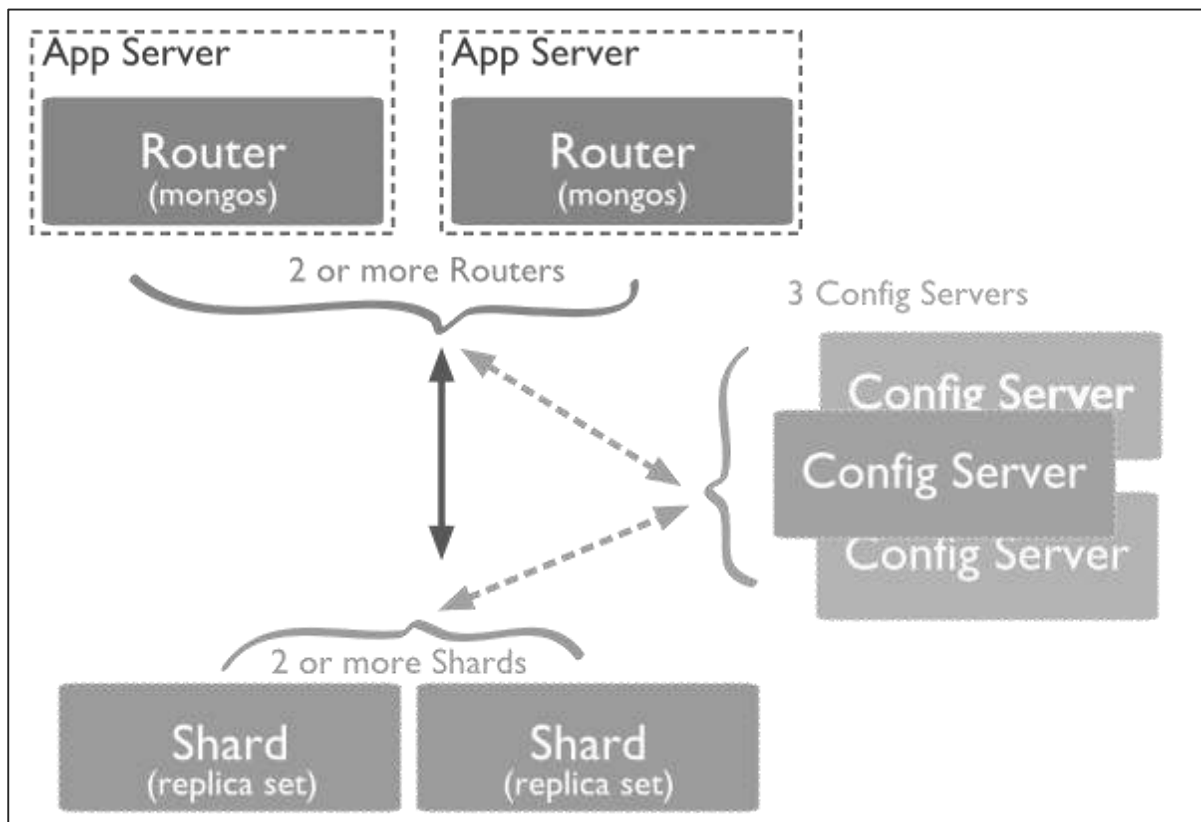 App Server
Router
(mongos)
App Server
Router
(mongos)
2 or more Routers
3 Config Servers
Config Server
Config Server
Config Server
2 or more Shards
Shard
(replica set)
Shard
(replica set)